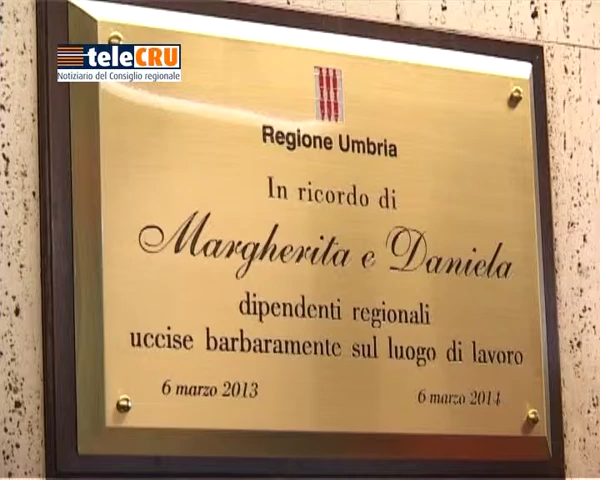 teleCRU
Notiziario del Consiglio regionale
Regione Umbria
In ricordo di
Margherita e Daniela
dipendenti regionali
uccise barbaramente sul luogo di lavoro
6 marzo 2013 6 marzo 2014